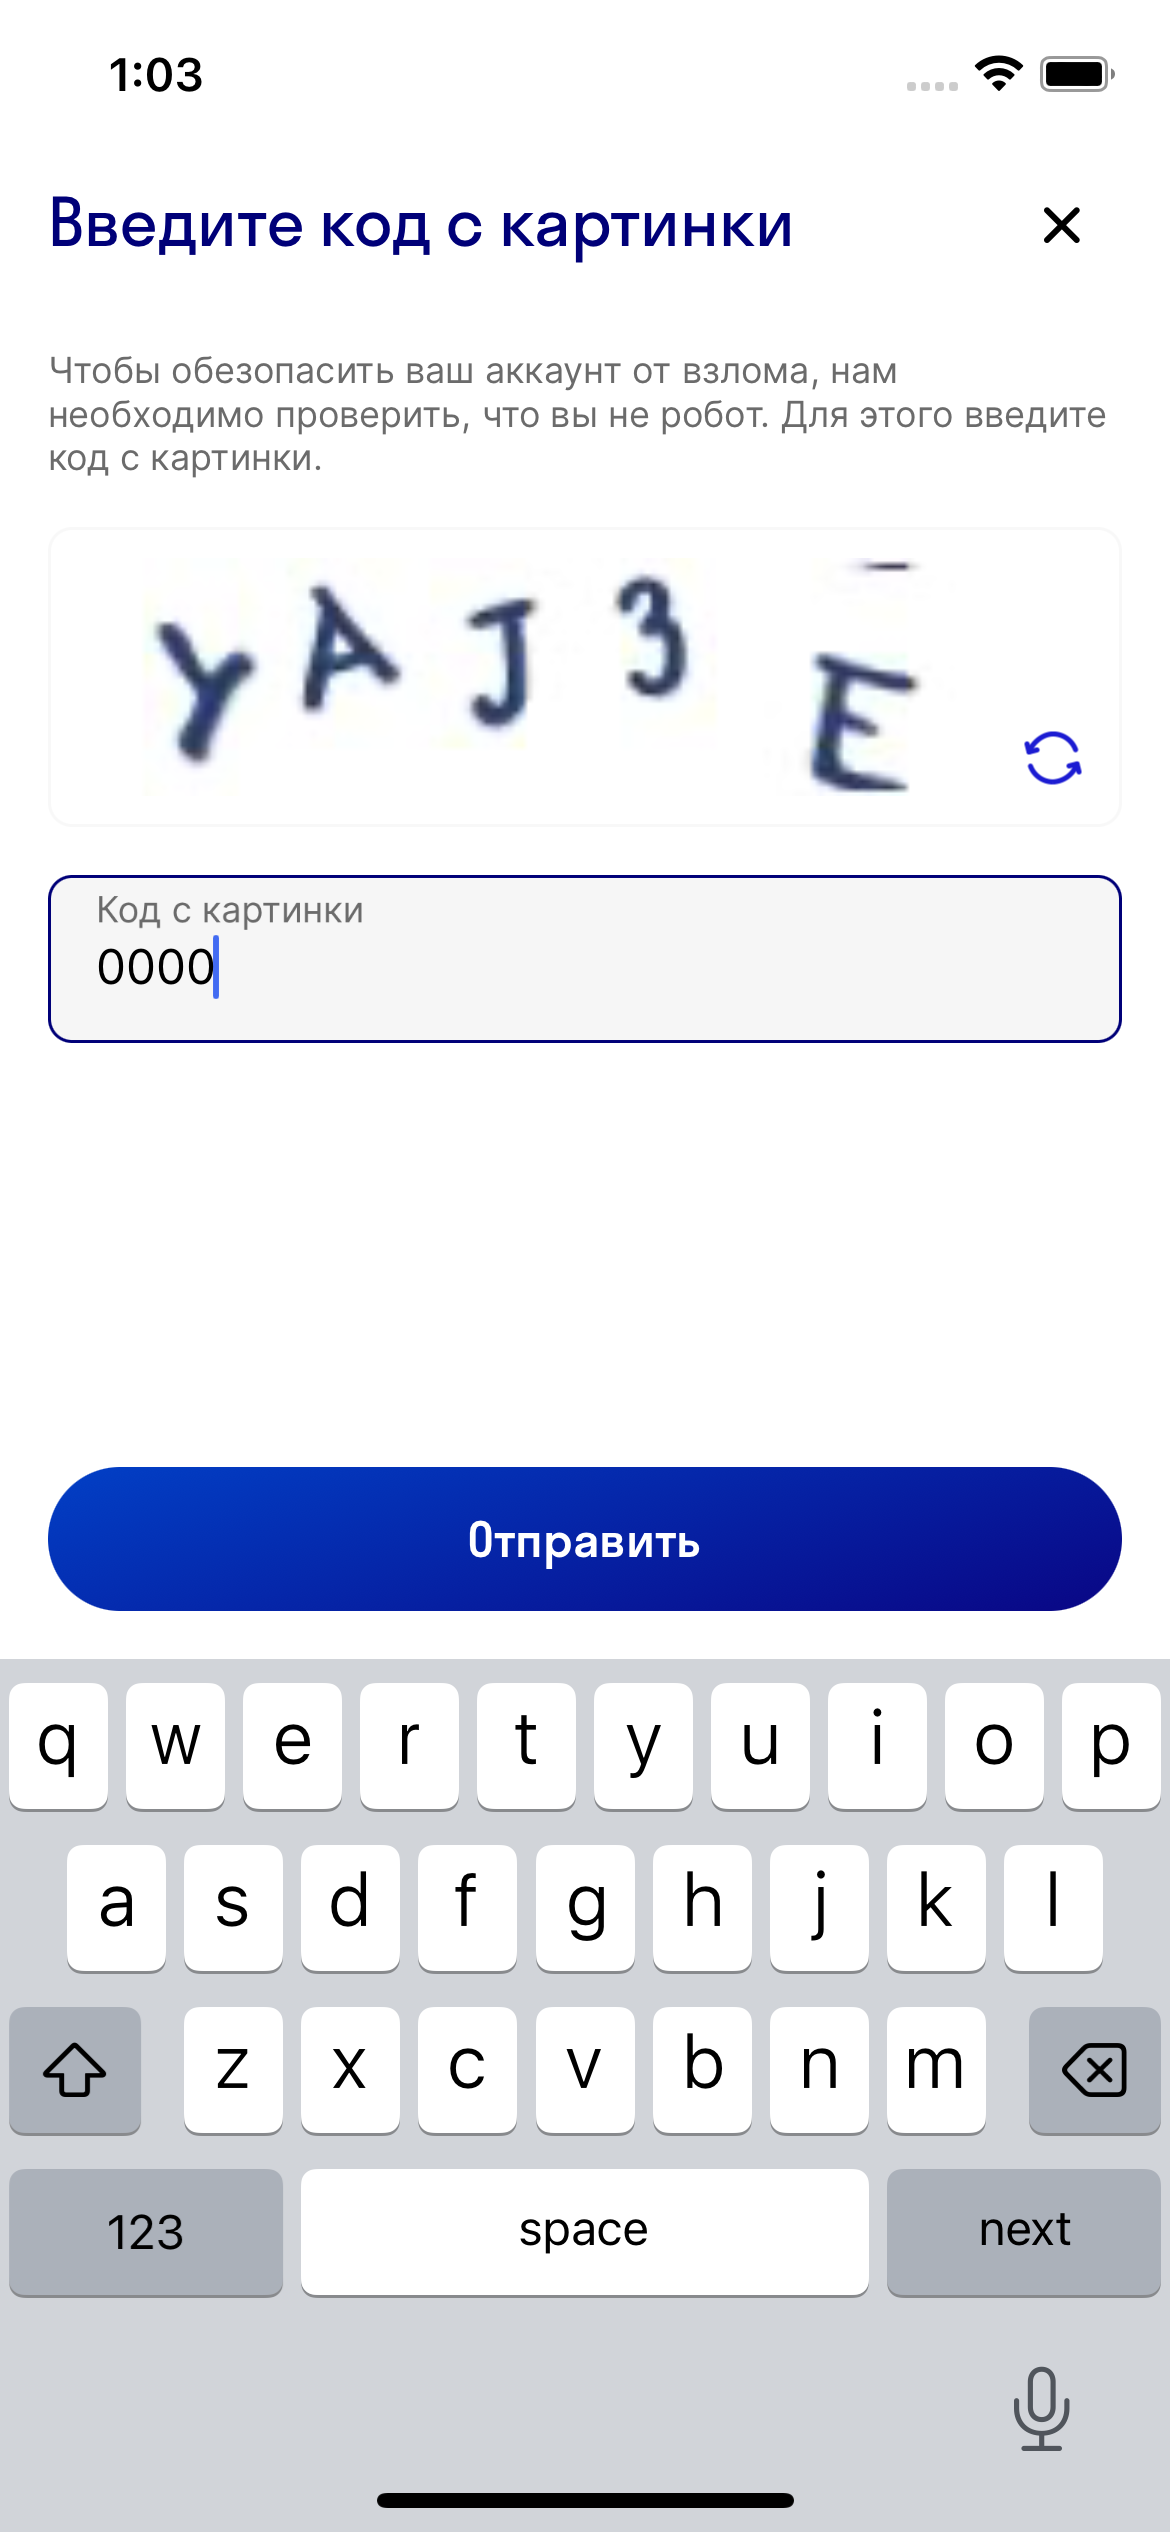 1:03
Введите код с картинки
Чтобы обезопасить ваш аккаунт от взлома, нам
необходимо проверить, что вы не робот. Для этого введите
код с картинки.
YAJ3E
Код с картинки
0000
Отправить
q w e r t y u i o p
a s d f g h j k l
z x c v b n m
123 space next